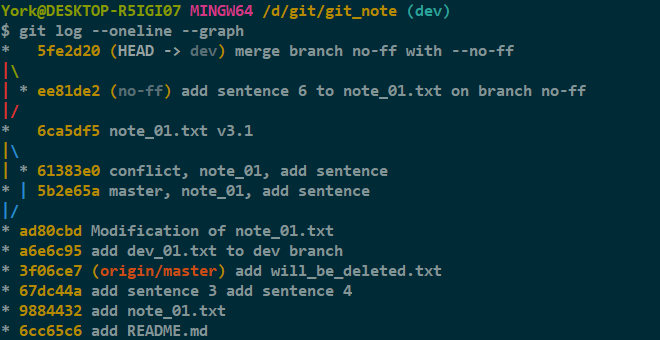 York@DESKTOP-R5IGI07 MINGW64 /d/git/git_note (dev)
$ git log --oneline --graph
*   5fe2d20 (HEAD -> dev) merge branch no-ff with --no-ff
|\
| * ee81de2 (no-ff) add sentence 6 to note_01.txt on branch no-ff
|/
*   6ca5df5 note_01.txt v3.1
|\
| * 61383e0 conflict, note_01, add sentence
* | 5b2e65a master, note_01, add sentence
|/
* ad80cbd Modification of note_01.txt
* a6e6c95 add dev_01.txt to dev branch
* 3f06ce7 (origin/master) add will_be_deleted.txt
* 67dc44a add sentence 3 add sentence 4
* 9884432 add note_01.txt
* 6cc65c6 add README.md